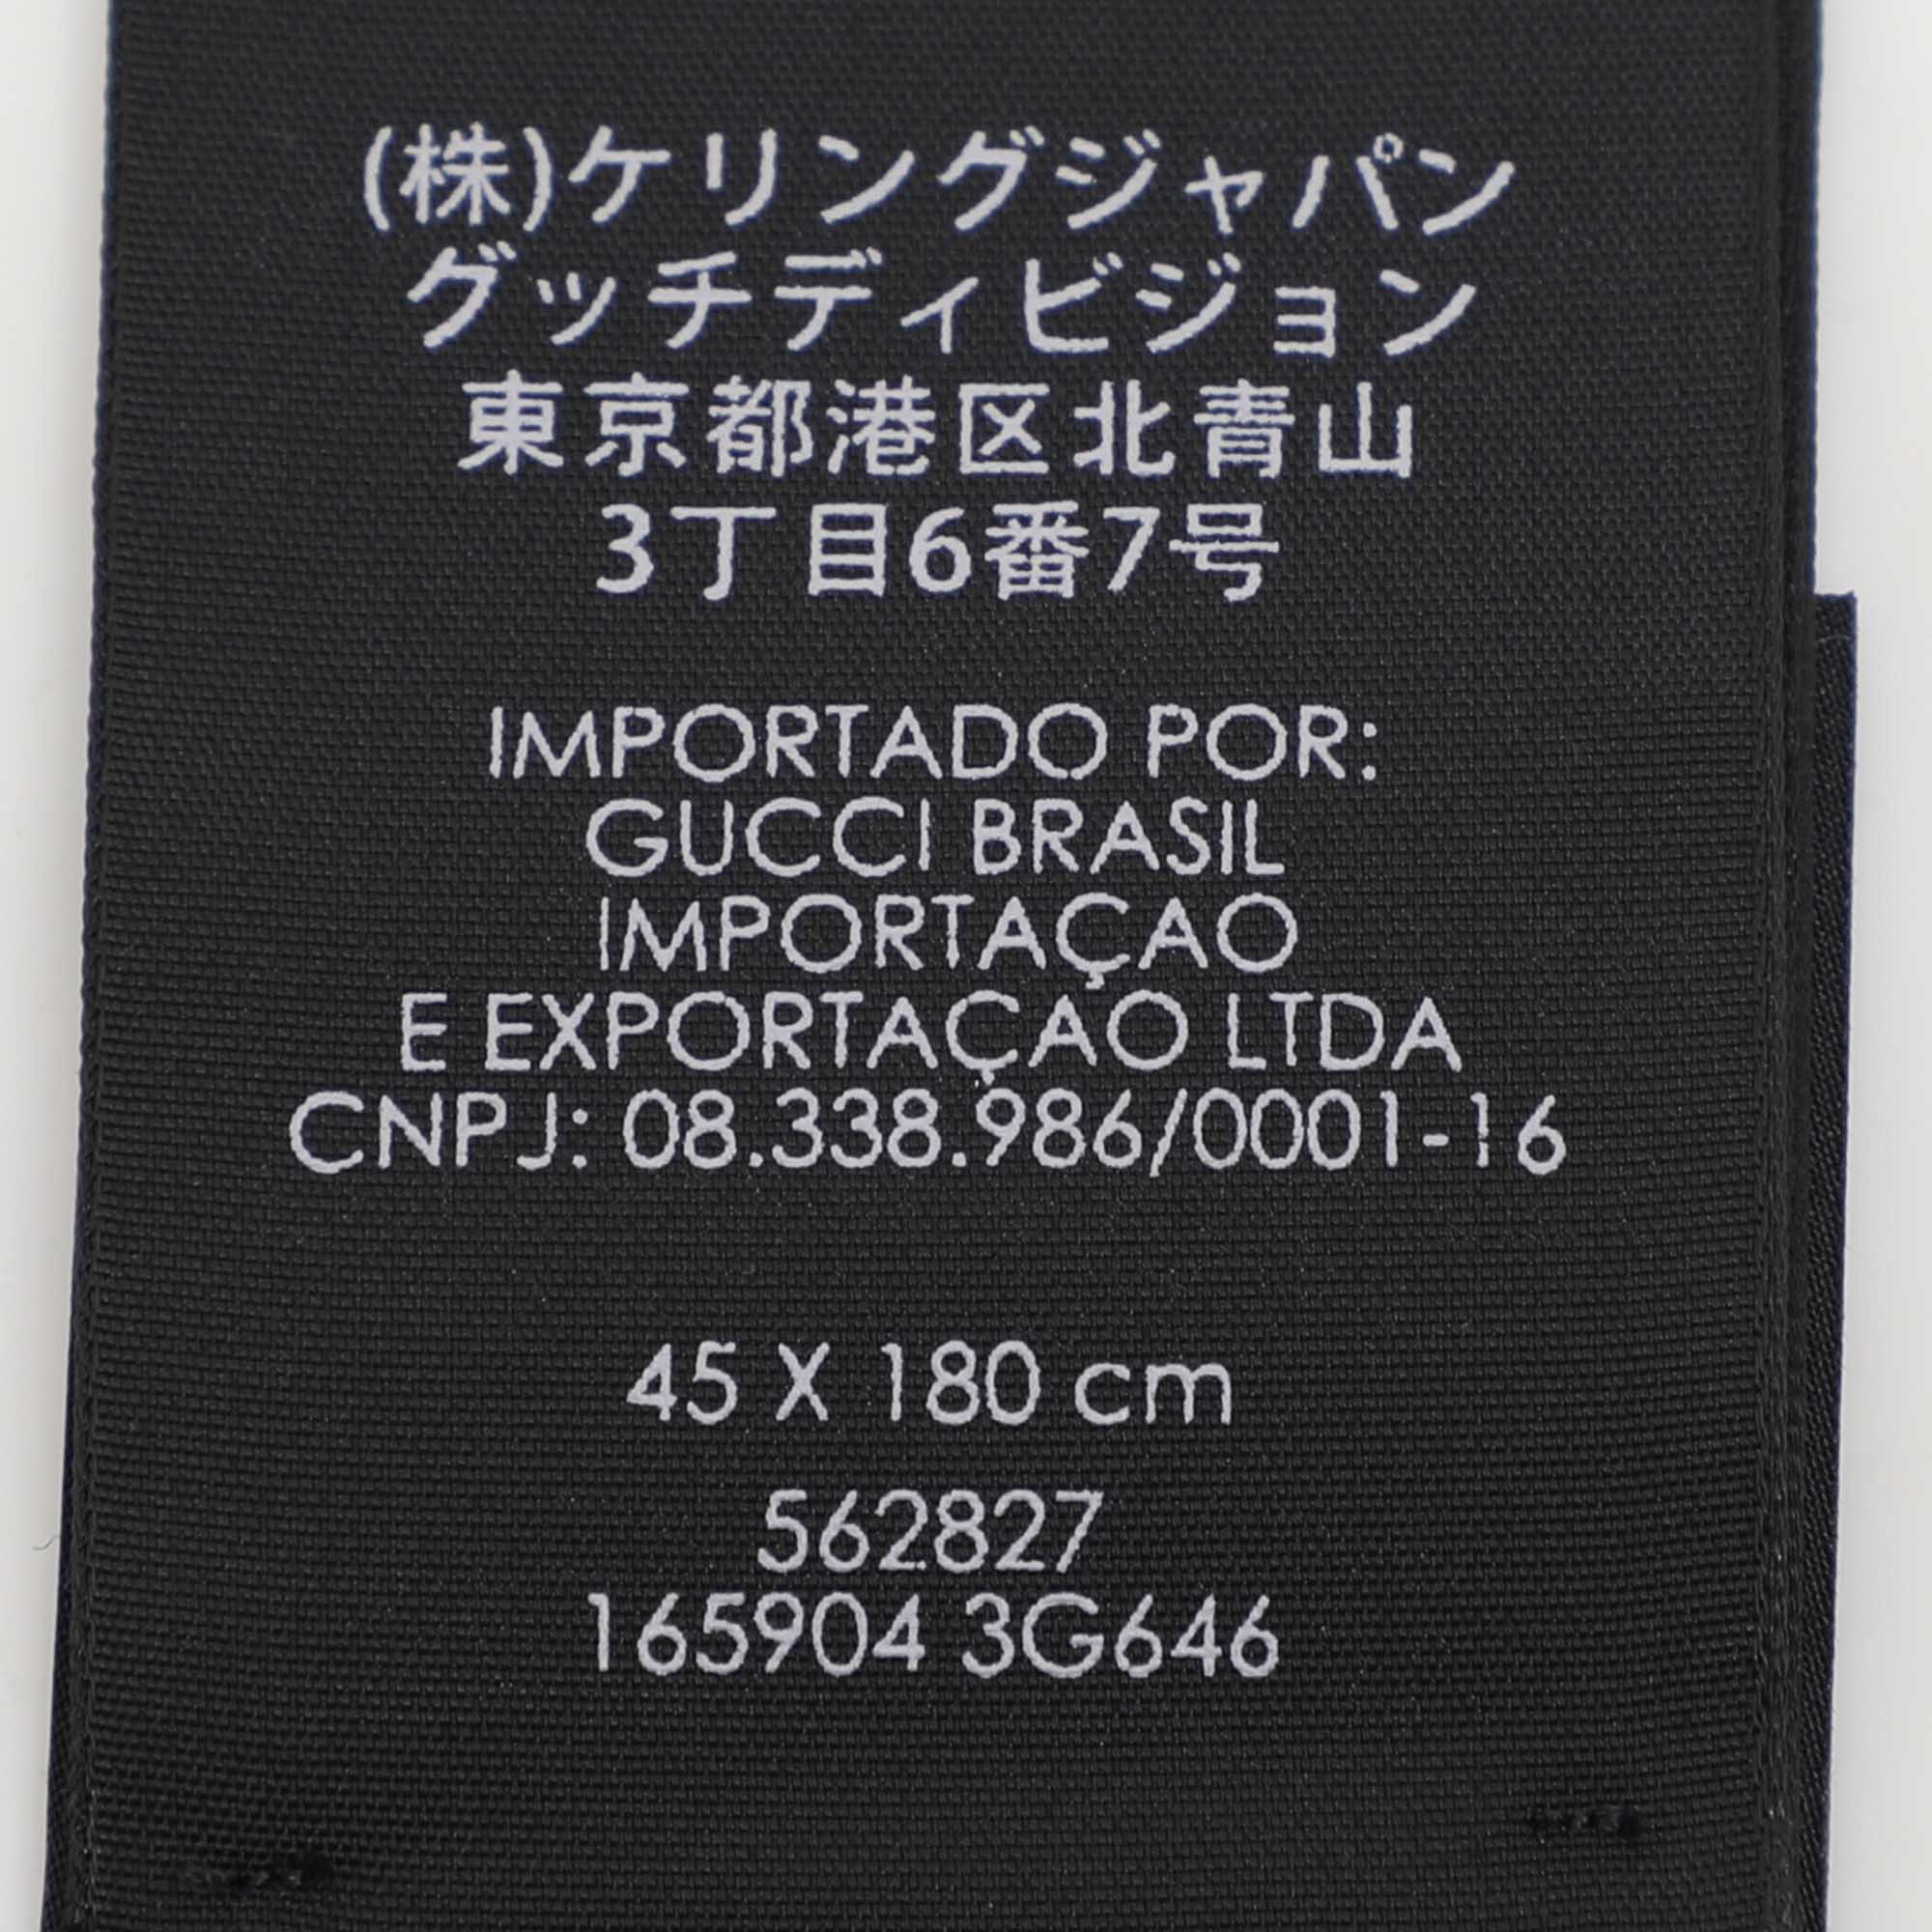 (株)ケリングジャパン
グッチディビジョン
東京都港区北青山
3丁目6番7号
IMPORTADO POR:
GUCCI BRASIL
IMPORTAÇAO
E EXPORTAÇAO LTDA
CNPJ: 08.338.986/0001-16
45 X 180 cm
562827
165904 3G646